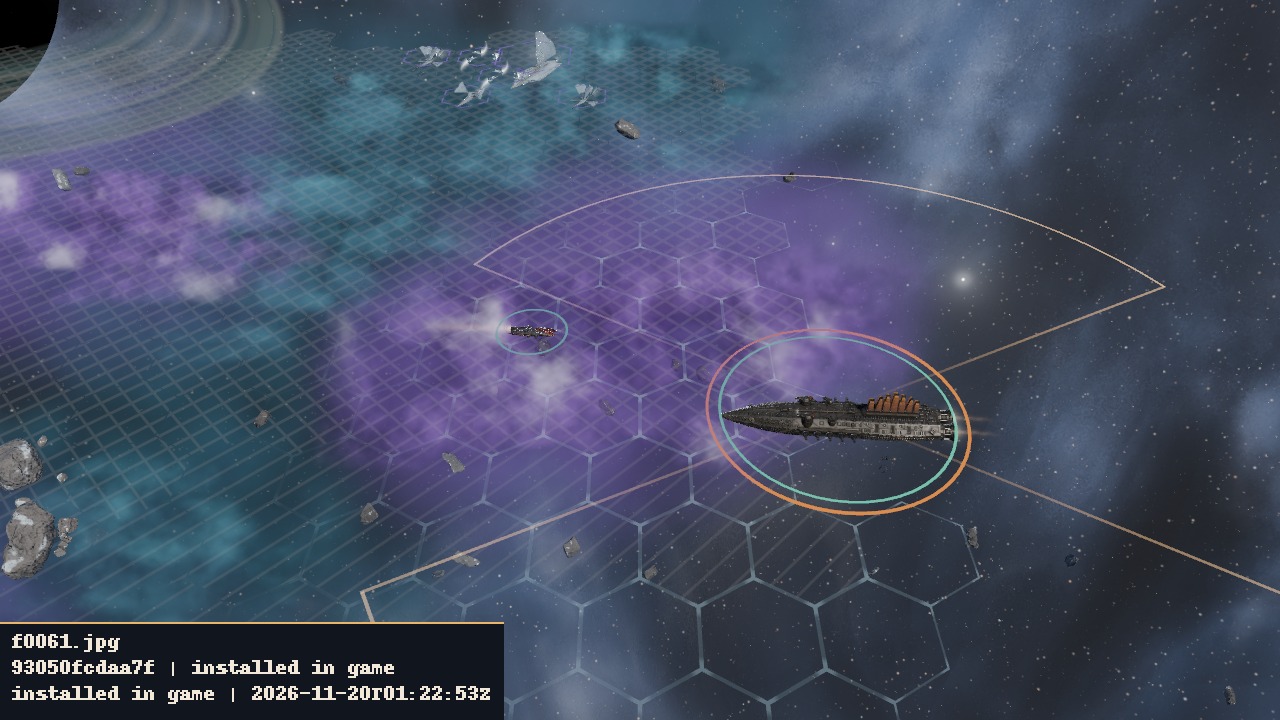 f0061.jpg
93050fcdaa7f | installed in game
installed in game | 2026-11-20T01:22:53Z